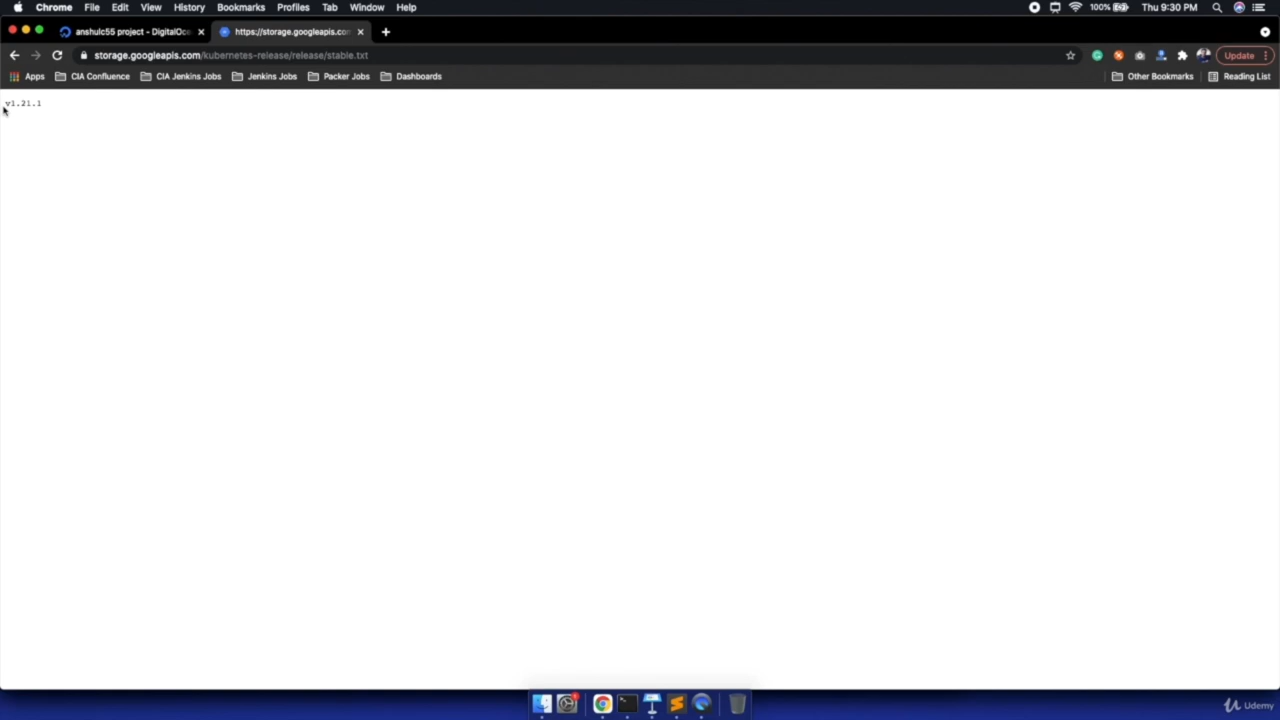 Chrome File Edit View History Bookmarks Profiles Tab Window Help 100% Thu 9:30 PM
anshulc55 project - DigitalOce https://storage.googleapis.con
storage.googleapis.com/kubernetes-release/release/stable.txt Update
Apps CIA Confluence CIA Jenkins Jobs Jenkins Jobs Packer Jobs Dashboards Other Bookmarks Reading List
v1.21.1
Udemy